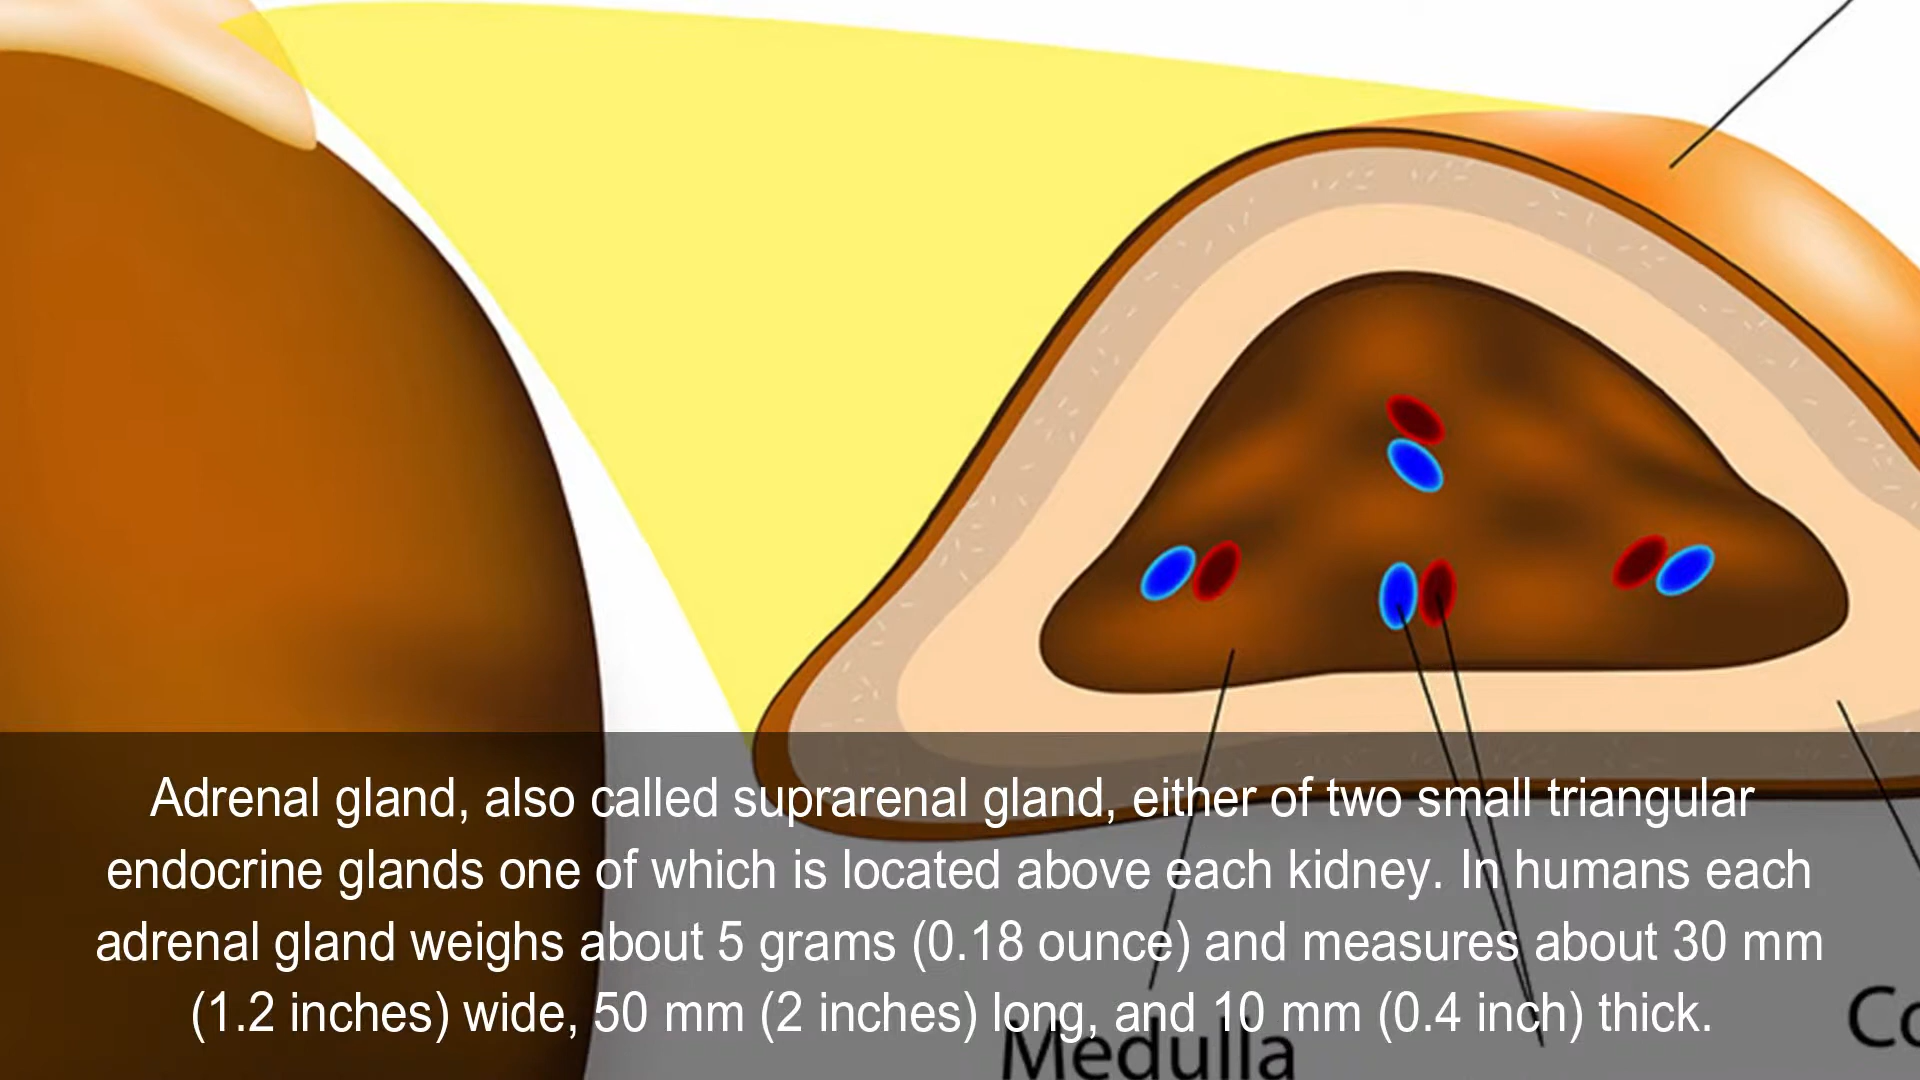 Adrenal gland, also called suprarenal gland, either of two small triangular
endocrine glands one of which is located above each kidney. In humans each
adrenal gland weighs about 5 grams (0.18 ounce) and measures about 30 mm
(1.2 inches) wide, 50 mm (2 inches) long, and 10 mm (0.4 inch) thick.
Medulla